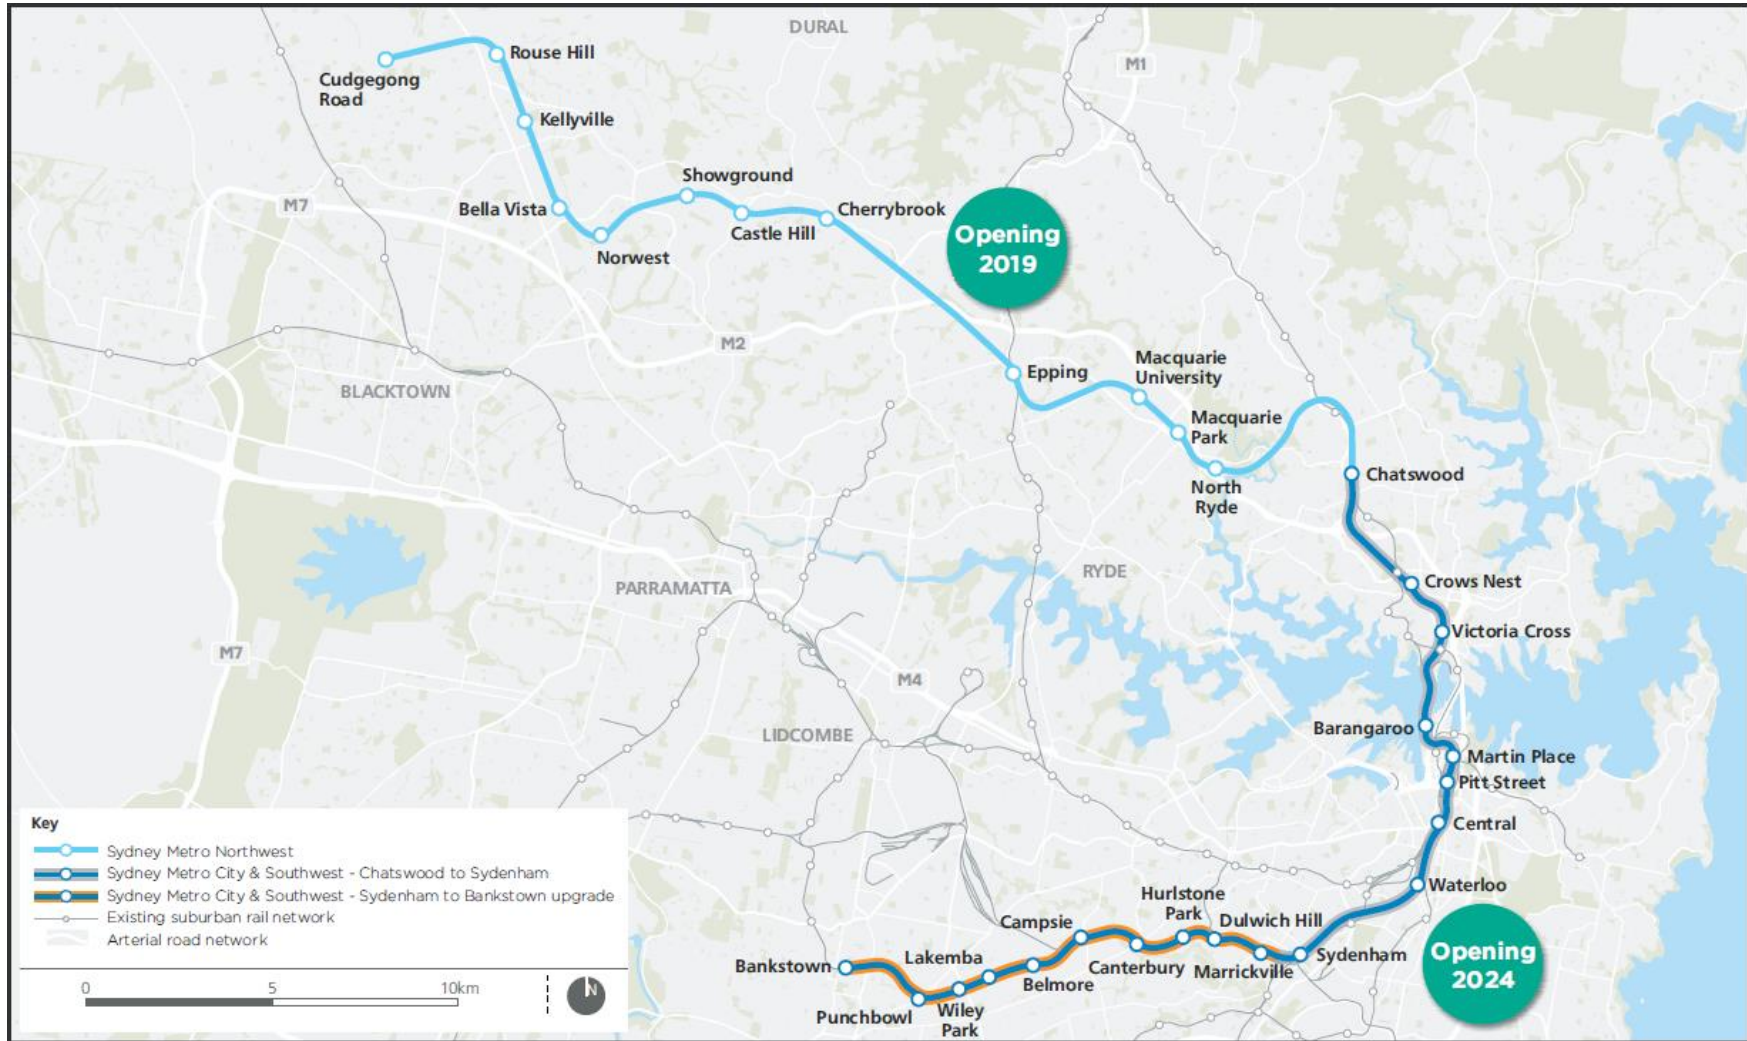 DURAL
M1
Rouse Hill
Cudgegong
Road
Kellyville
Showground
M7
Bella Vista
Cherrybrook
Castle Hill
Norwest
Opening
2019
M2
Macquarie
University
Epping
BLACKTOWN
Macquarie
Park
Chatswood
North
Ryde
RYDE
Crows Nest
PARRAMATTA
Victoria Cross
M7
M4
Barangaroo
LIDCOMBE
Martin Place
Pitt Street
Central
Waterloo
Hurlstone
Park
Dulwich Hill
Campsie
Sydenham
Opening
2024
Lakemba
Bankstown
Canterbury
Marrickville
Belmore
Punchbowl
Wiley
Park
Key
Sydney Metro Northwest
Sydney Metro City & Southwest - Chatswood to Sydenham
Sydney Metro City & Southwest - Sydenham to Bankstown upgrade
Existing suburban rail network
Arterial road network
0 5 10km
N